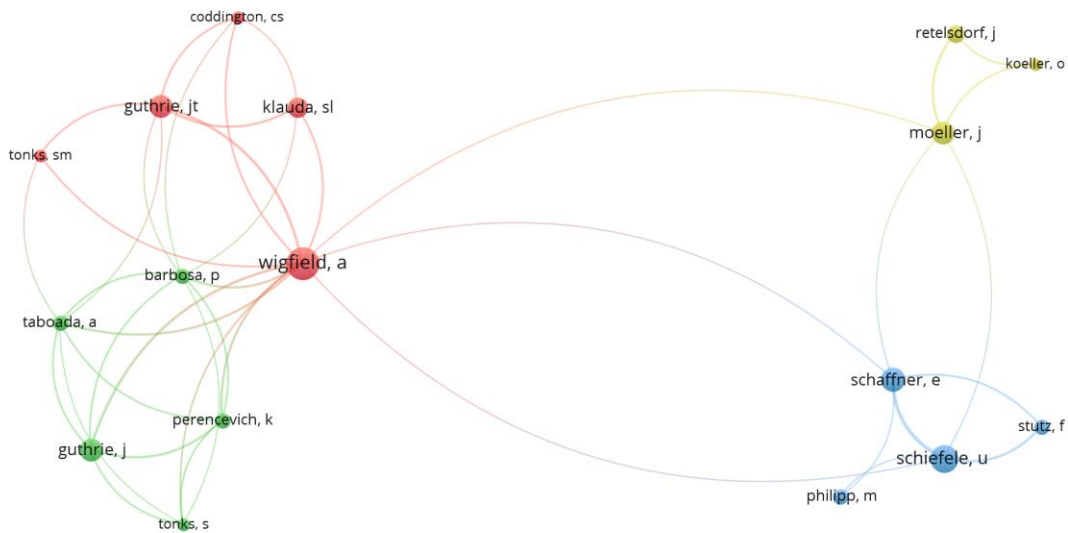 coddington, cs
retelsdorf, j
koeller, o
guthrie, jt
klauda, sl
moeller, j
tonks, sm
wigfield, a
barbosa, p
taboada, a
schaffner, e
perencevich, k
stutz, f
guthrie, j
schiefele, u
philipp, m
tonks, s